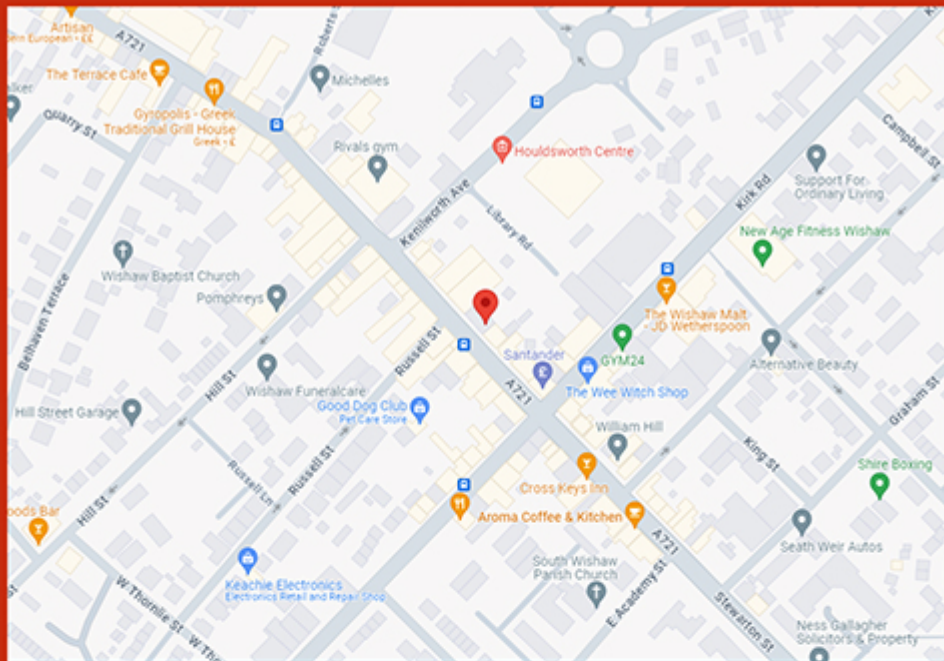 Artisan
ern European • ££
A721
Roberts
The Terrace Cafe
Michelles
alker
Gyropolis - Greek
Traditional Grill House
Greek • £
Quarry St
Rivals gym
Houldsworth Centre
Campbell St
Kirk Rd
Support For
Ordinary Living
Kenilworth Ave
Library Rd
New Age Fitness Wishaw
Wishaw Baptist Church
Pomphreys
Belhaven Terrace
The Wishaw Malt
- JD Wetherspoon
Russell St
Santander
GYM24
Alternative Beauty
Wishaw Funeralcare
Hill St
A721
The Wee Witch Shop
Graham St
Good Dog Club
Pet Care Store
Hill Street Garage
William Hill
King St
Russell St
Russell Ln
Cross Keys Inn
Shire Boxing
oods Bar
Hill St
Aroma Coffee & Kitchen
A721
Seath Weir Autos
South Wishaw
Parish Church
Keachie Electronics
Electronics Retail and Repair Shop
W Thornlie St
E Academy St
Stewarton St
W Tho
Ness Gallagher
Solicitors & Property